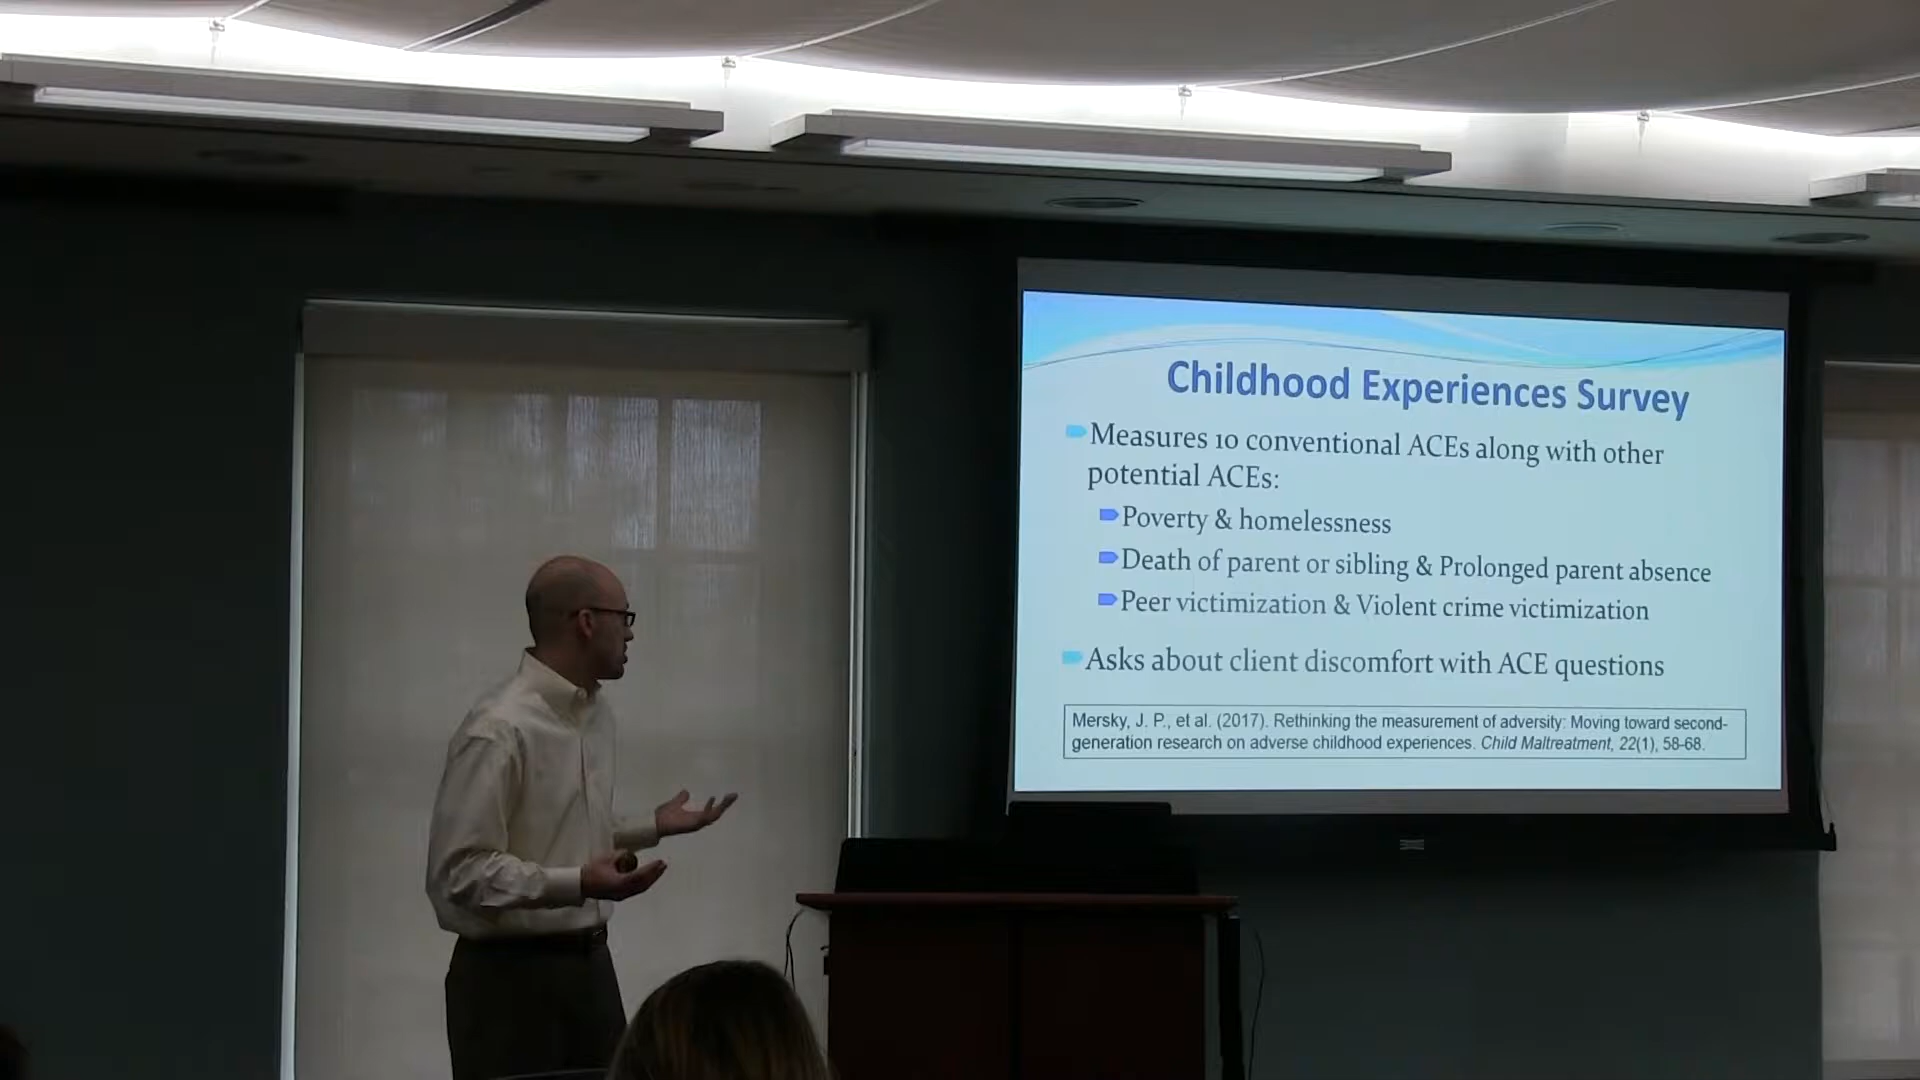 Childhood Experiences Survey
Measures 10 conventional ACEs along with other
potential ACEs:
Poverty & homelessness
Death of parent or sibling & Prolonged parent absence
Peer victimization & Violent crime victimization
Asks about client discomfort with ACE questions
Mersky, J. P., et al. (2017). Rethinking the measurement of adversity: Moving toward second-
generation research on adverse childhood experiences. Child Maltreatment, 22(1), 58-68.